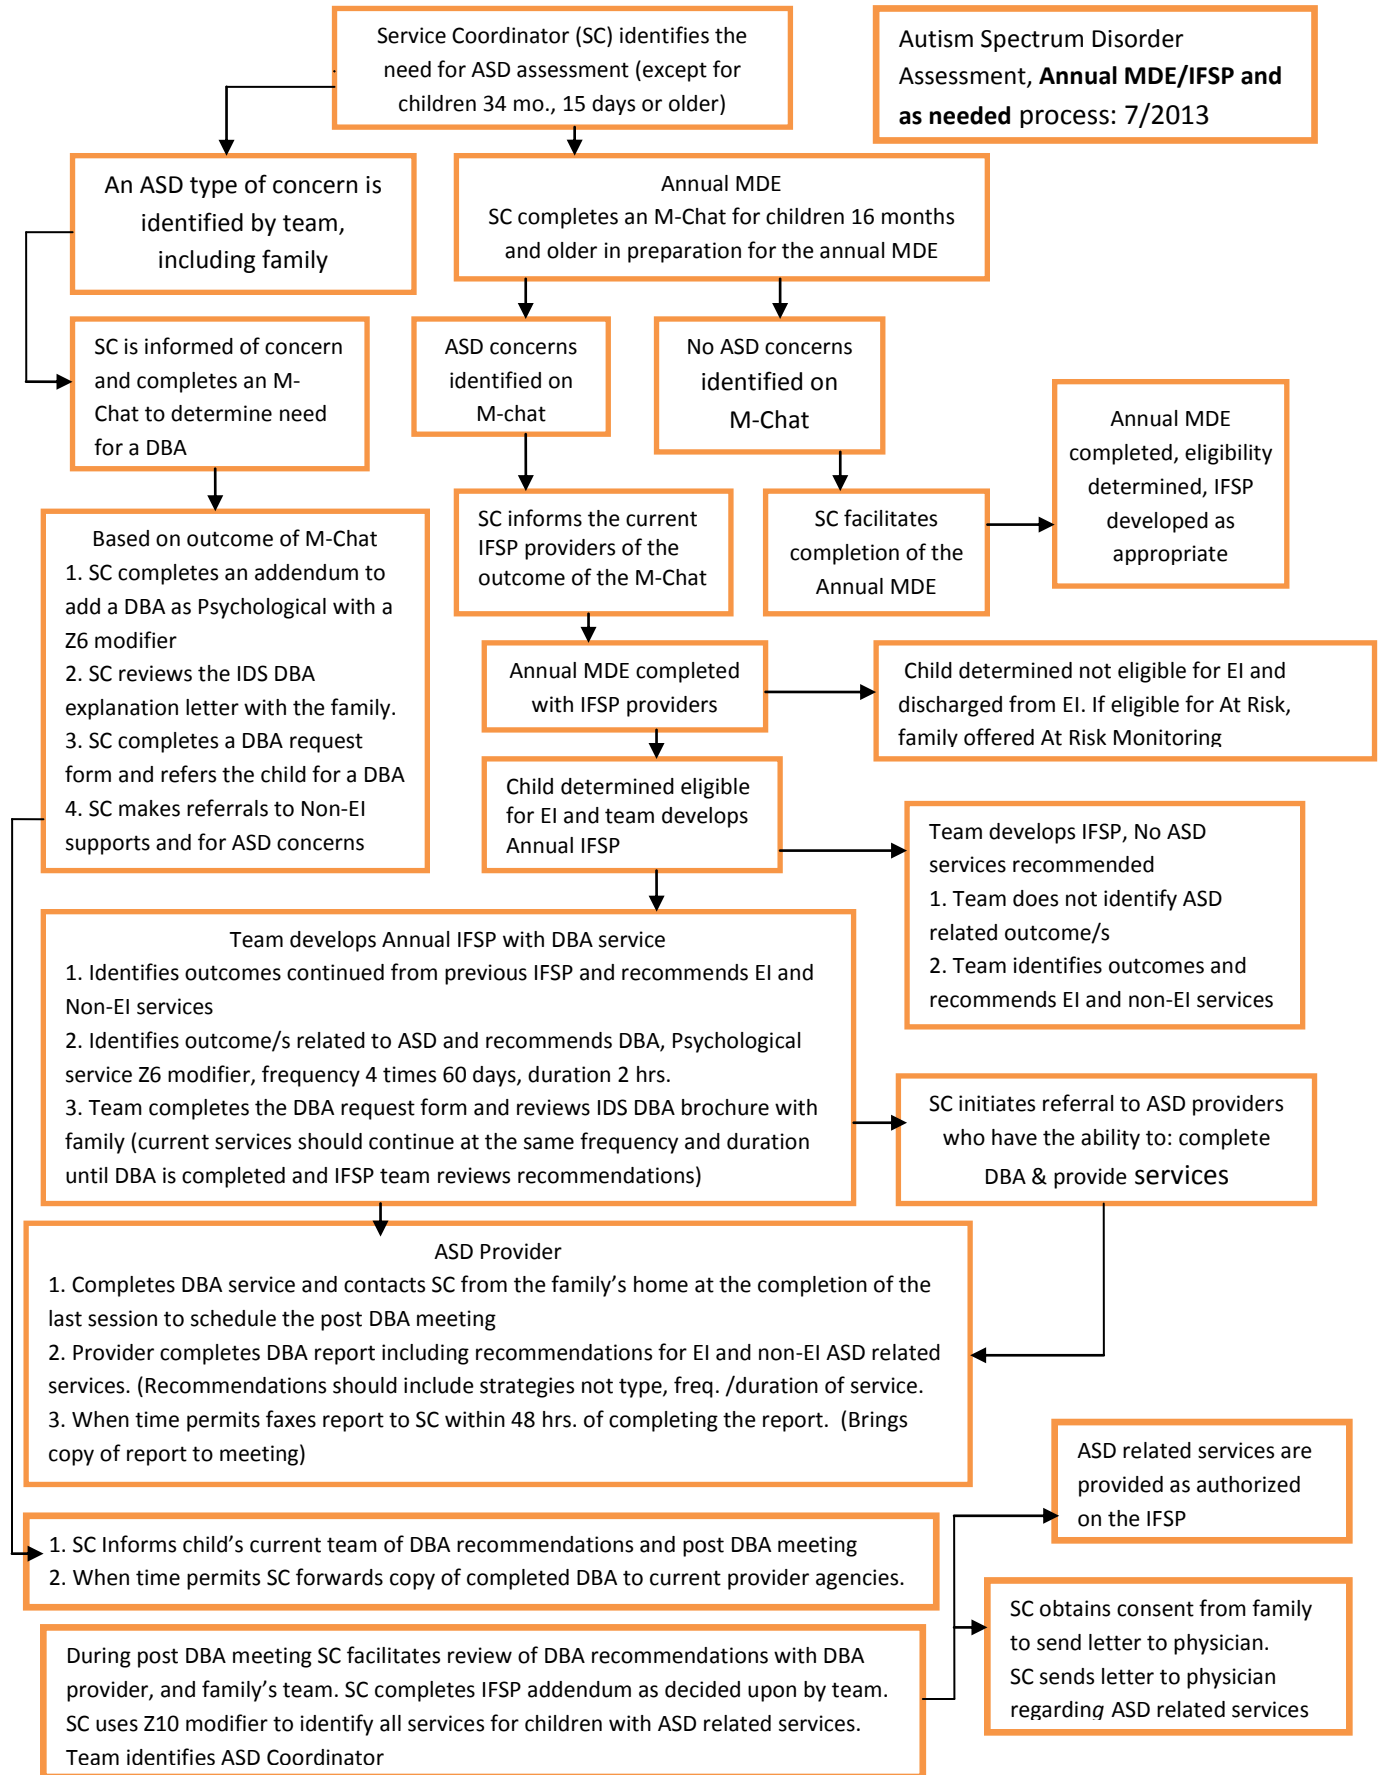 Service Coordinator (SC) identifies the
need for ASD assessment (except for
children 34 mo., 15 days or older)
Autism Spectrum Disorder
Assessment, Annual MDE/IFSP and
as needed process: 7/2013
An ASD type of concern is
identified by team,
including family
Annual MDE
SC completes an M-Chat for children 16 months
and older in preparation for the annual MDE
SC is informed of concern
and completes an M-
Chat to determine need
for a DBA
ASD concerns
identified on
M-chat
No ASD concerns
identified on
M-Chat
Annual MDE
completed, eligibility
determined, IFSP
developed as
appropriate
Based on outcome of M-Chat
1. SC completes an addendum to
add a DBA as Psychological with a
Z6 modifier
2. SC reviews the IDS DBA
explanation letter with the family.
3. SC completes a DBA request
form and refers the child for a DBA
4. SC makes referrals to Non-EI
supports and for ASD concerns
SC informs the current
IFSP providers of the
outcome of the M-Chat
SC facilitates
completion of the
Annual MDE
Annual MDE completed
with IFSP providers
Child determined not eligible for EI and
discharged from EI. If eligible for At Risk,
family offered At Risk Monitoring
Child determined eligible
for EI and team develops
Annual IFSP
Team develops IFSP, No ASD
services recommended
1. Team does not identify ASD
related outcome/s
2. Team identifies outcomes and
recommends EI and non-EI services
Team develops Annual IFSP with DBA service
1. Identifies outcomes continued from previous IFSP and recommends EI and
Non-EI services
2. Identifies outcome/s related to ASD and recommends DBA, Psychological
service Z6 modifier, frequency 4 times 60 days, duration 2 hrs.
3. Team completes the DBA request form and reviews IDS DBA brochure with
family (current services should continue at the same frequency and duration
until DBA is completed and IFSP team reviews recommendations)
SC initiates referral to ASD providers
who have the ability to: complete
DBA & provide services
ASD Provider
1. Completes DBA service and contacts SC from the family's home at the completion of the
last session to schedule the post DBA meeting
2. Provider completes DBA report including recommendations for EI and non-EI ASD related
services. (Recommendations should include strategies not type, freq. /duration of service.
3. When time permits faxes report to SC within 48 hrs. of completing the report.  (Brings
copy of report to meeting)
ASD related services are
provided as authorized
on the IFSP
1. SC Informs child's current team of DBA recommendations and post DBA meeting
2. When time permits SC forwards copy of completed DBA to current provider agencies.
SC obtains consent from family
to send letter to physician.
SC sends letter to physician
regarding ASD related services
During post DBA meeting SC facilitates review of DBA recommendations with DBA
provider, and family's team. SC completes IFSP addendum as decided upon by team.
SC uses Z10 modifier to identify all services for children with ASD related services.
Team identifies ASD Coordinator